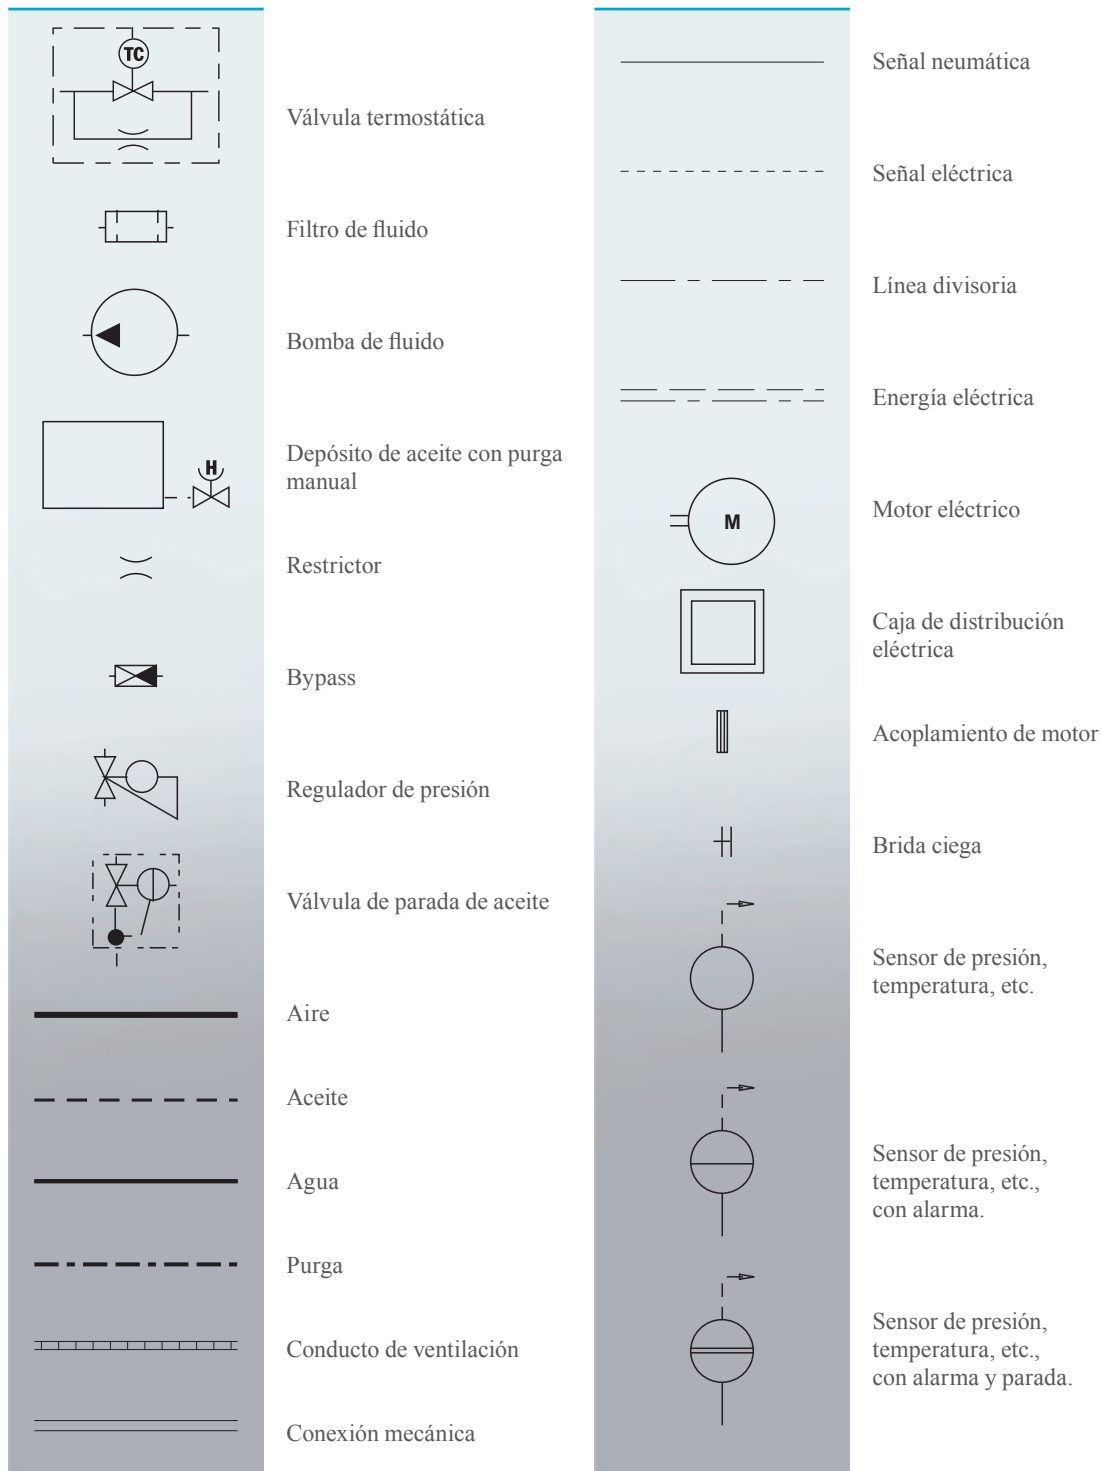 TC
Válvula termostática
Filtro de fluido
Bomba de fluido
H
Depósito de aceite con purga
manual
Restrictor
Bypass
Regulador de presión
Válvula de parada de aceite
Aire
Aceite
Agua
Purga
Conducto de ventilación
Conexión mecánica
Señal neumática
Señal eléctrica
Línea divisoria
Energía eléctrica
M
Motor eléctrico
Caja de distribución
eléctrica
Acoplamiento de motor
Brida ciega
Sensor de presión,
temperatura, etc.
Sensor de presión,
temperatura, etc.,
con alarma.
Sensor de presión,
temperatura, etc.,
con alarma y parada.